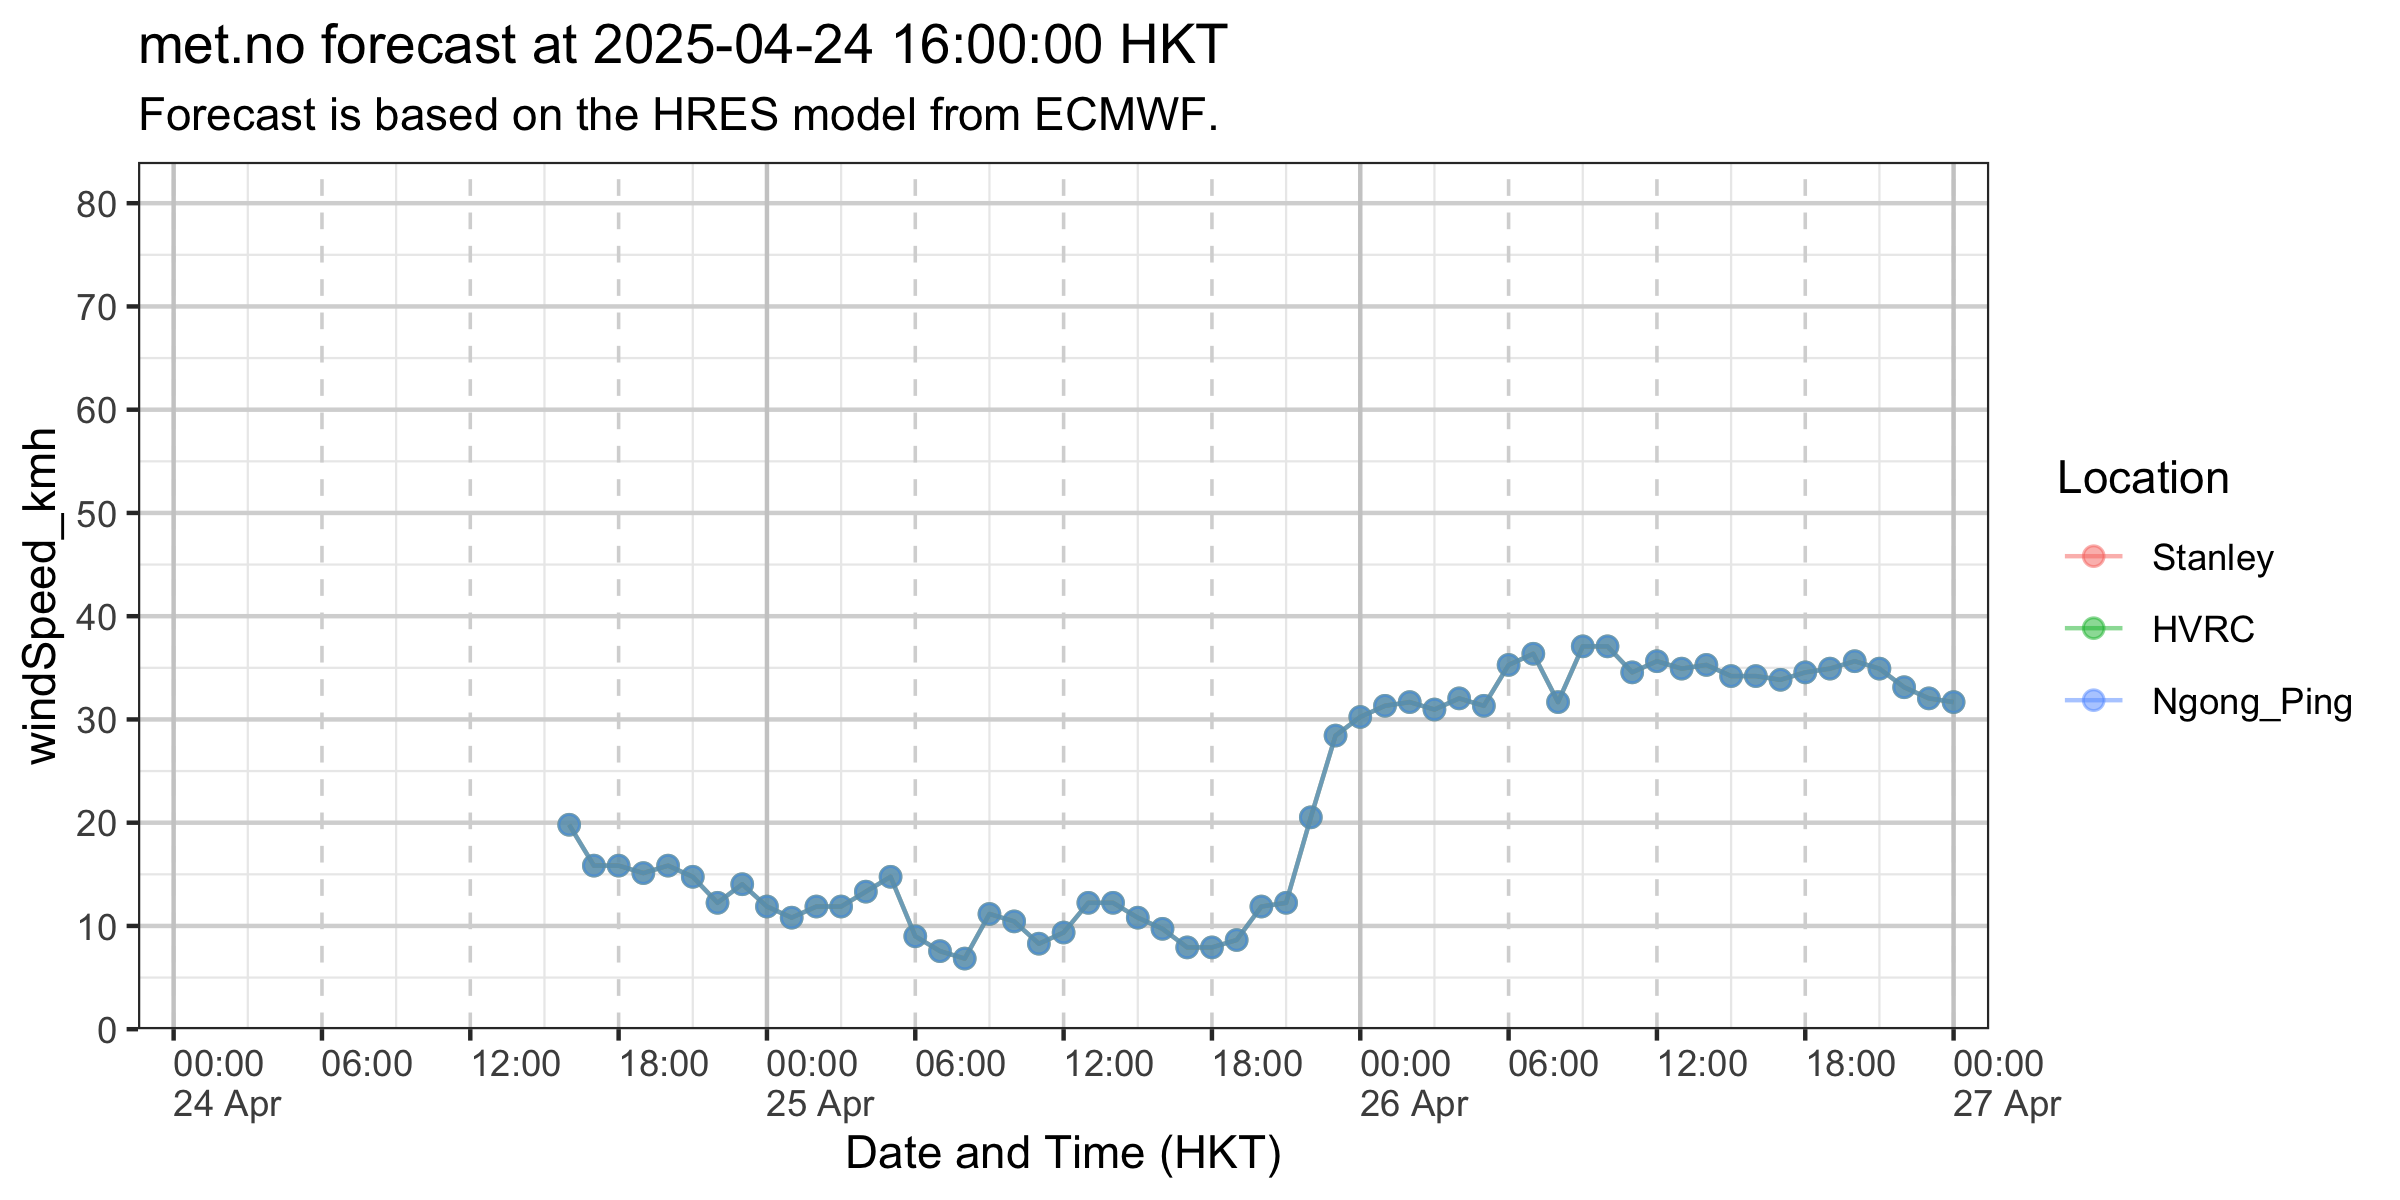 met.no forecast at 2025-04-24 16:00:00 HKT
Forecast is based on the HRES model from ECMWF.
windSpeed_kmh
80
70
60
50
40
30
20
10
0
00:00 06:00 12:00 18:00 00:00 06:00 12:00 18:00 00:00 06:00 12:00 18:00 00:00
24 Apr 25 Apr 26 Apr 27 Apr
Date and Time (HKT)
Location
Stanley
HVRC
Ngong_Ping